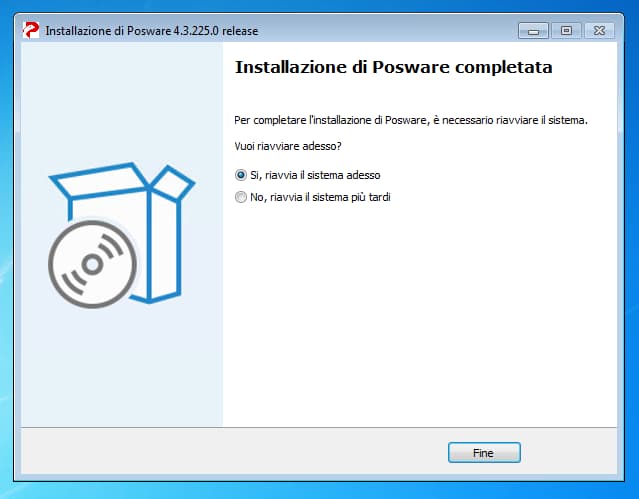 Installazione di Posware 4.3.225.0 release
Installazione di Posware completata
Per completare l'installazione di Posware, è necessario riavviare il sistema.
Vuoi riavviare adesso?
Si, riavvia il sistema adesso
No, riavvia il sistema più tardi
Fine